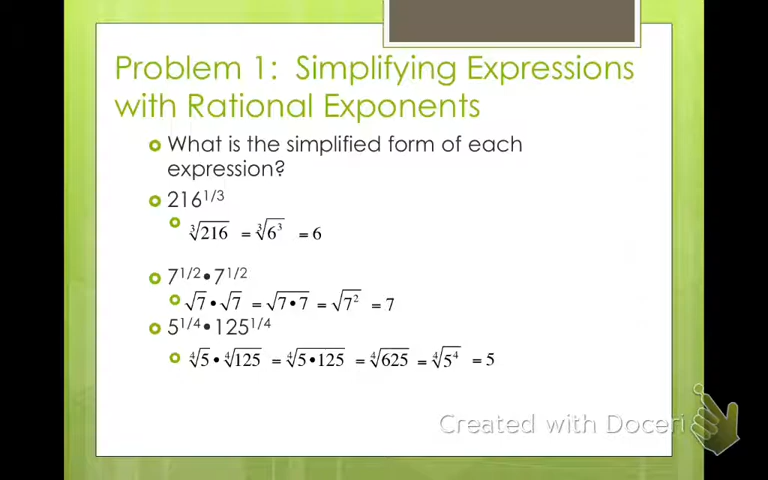 Problem 1: Simplifying Expressions
with Rational Exponents
What is the simplified form of each
expression?
216^{1/3}
∛216 = ∛6³ = 6
7^{1/2}•7^{1/2}
√7 • √7 = √7•7 = √7² = 7
5^{1/4}•125^{1/4}
∜5 • ∜125 = ∜5•125 = ∜625 = ∜5⁴ = 5
Created with Doceri